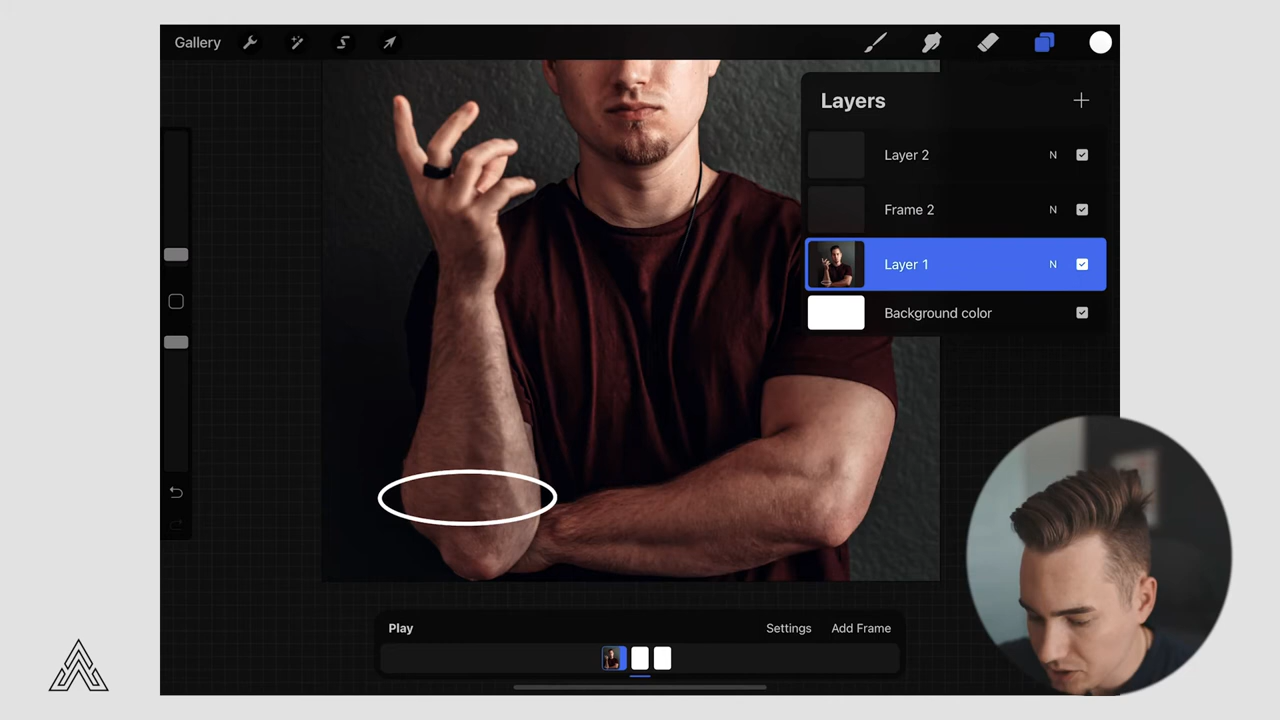 Gallery
Layers
Layer 2 N
Frame 2 N
Layer 1 N
Background color
Play Settings Add Frame